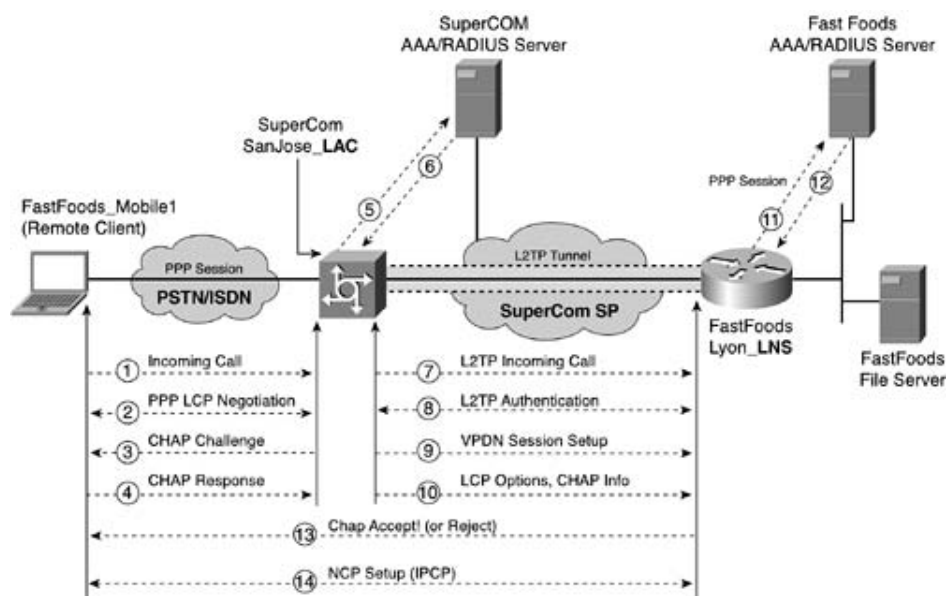 SuperCOM
AAA/RADIUS Server
Fast Foods
AAA/RADIUS Server
SuperCom
SanJose_LAC
5
6
PPP Session
11
12
FastFoods_Mobile1
(Remote Client)
PPP Session
PSTN/ISDN
L2TP Tunnel
SuperCom SP
FastFoods
Lyon_LNS
FastFoods
File Server
1 Incoming Call
2 PPP LCP Negotiation
3 CHAP Challenge
4 CHAP Response
7 L2TP Incoming Call
8 L2TP Authentication
9 VPDN Session Setup
10 LCP Options, CHAP Info
13 Chap Accept! (or Reject)
14 NCP Setup (IPCP)